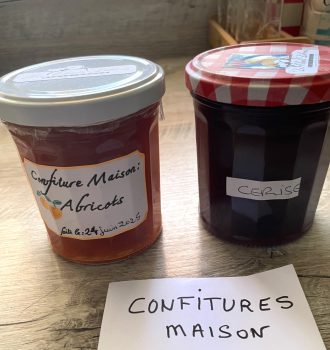 Confiture Maison:
Abricots
fait le: 24 juin 2025
CERISE
CONFITURES
MAISON